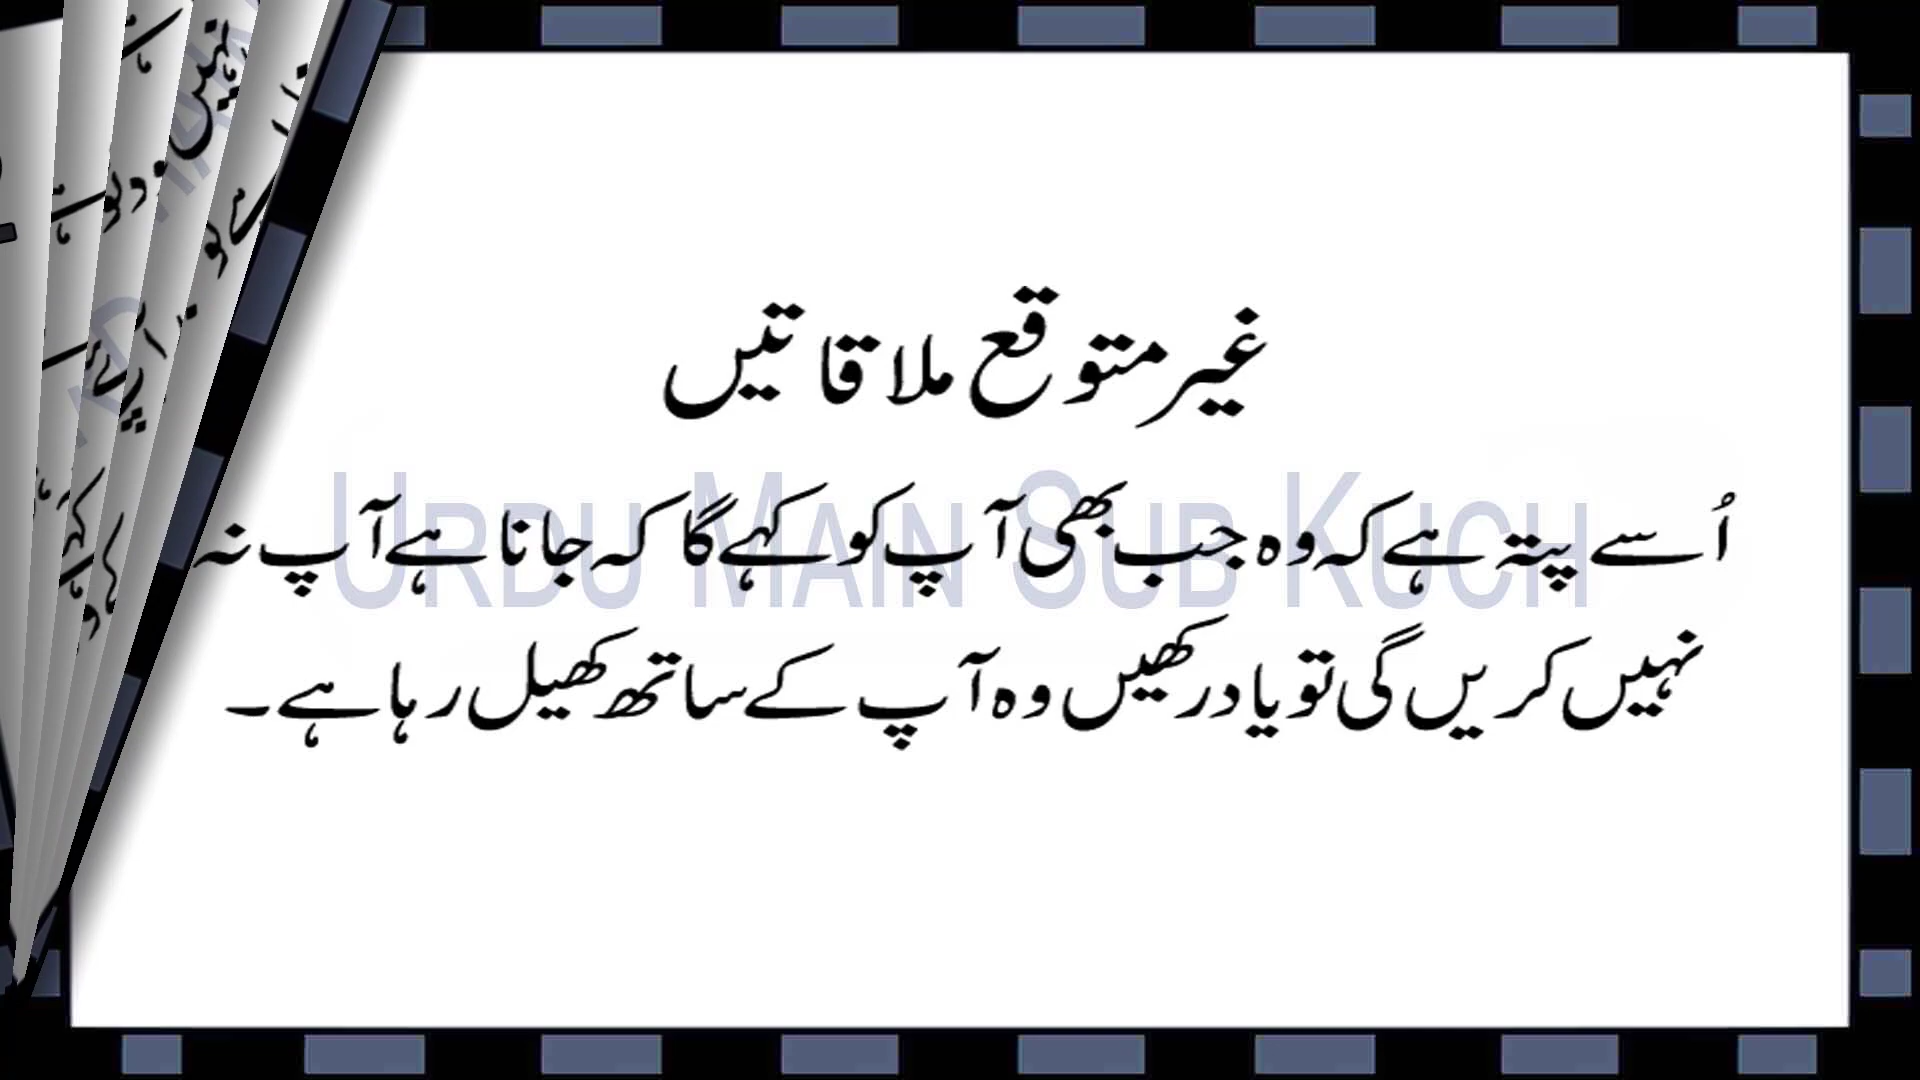 غیر متوقع ملاقاتیں
اُسے پتہ ہے کہ وہ جب بھی آپ کو کہے گا کہ جانا ہے آپ نہ
نہیں کریں گی تو یاد رکھیں وہ آپ کے ساتھ کھیل رہا ہے۔
URDU MAIN SUB KUCH